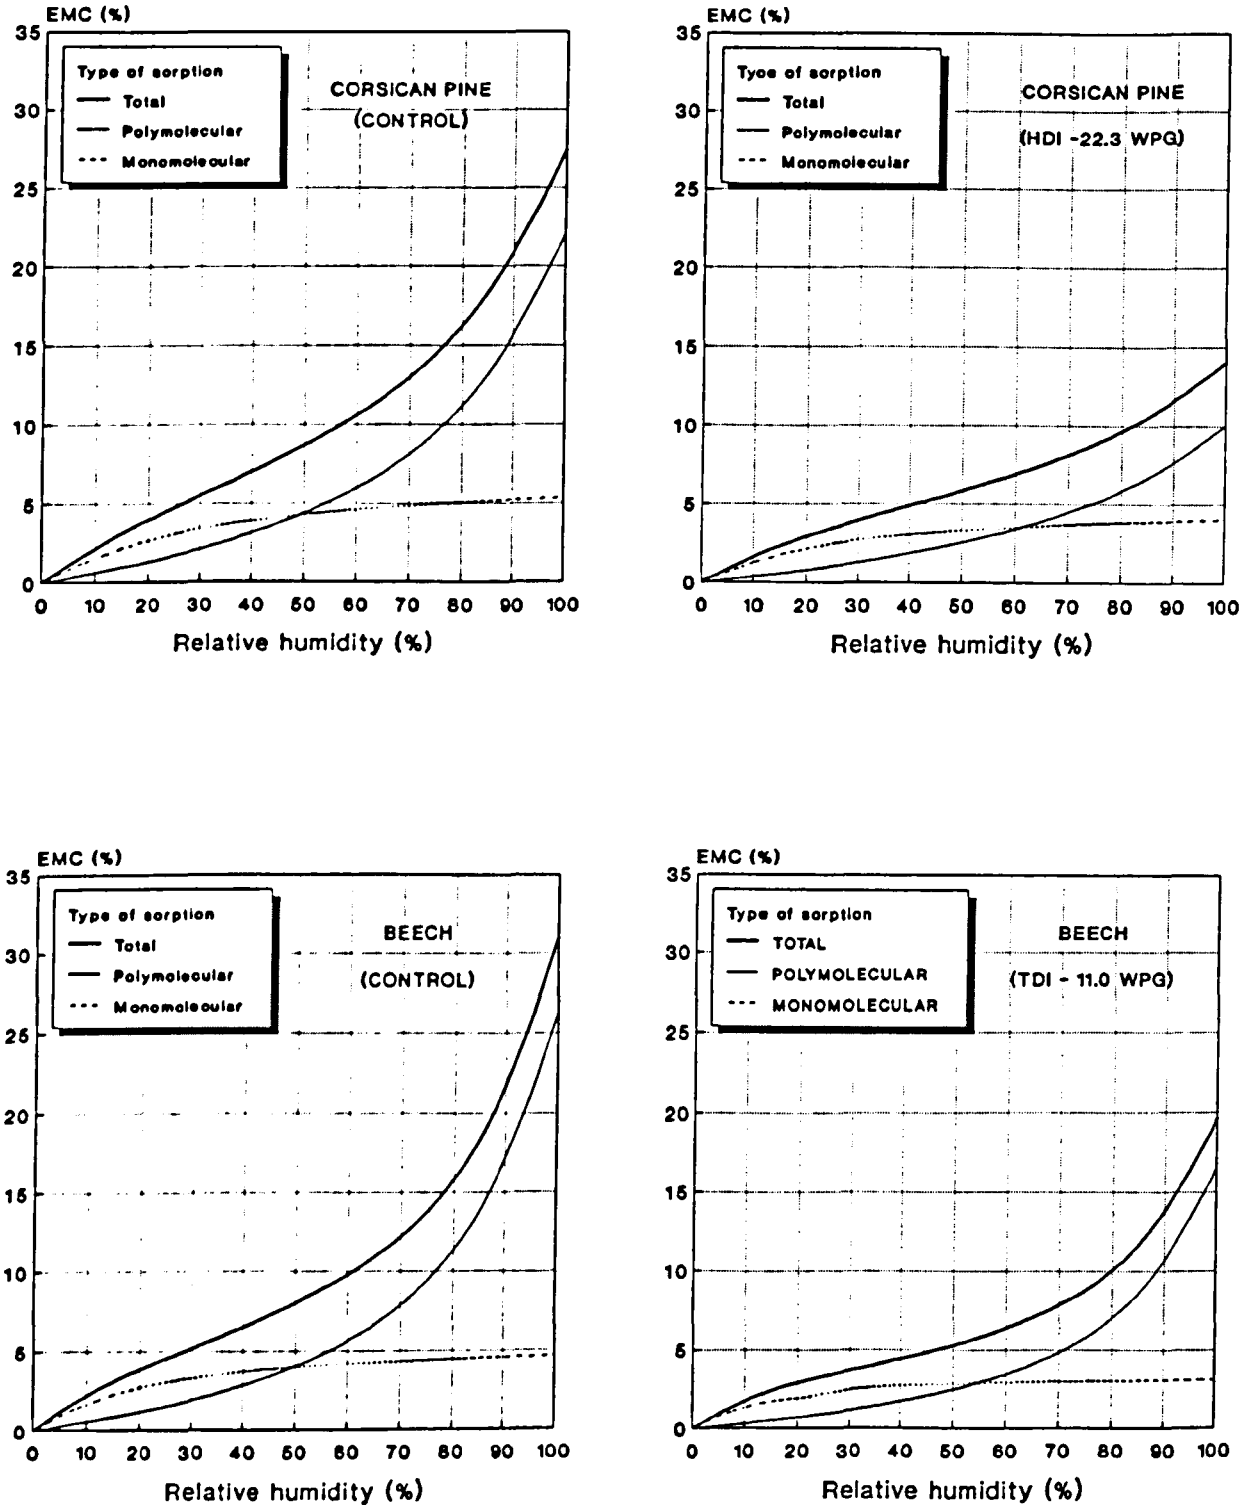 EMC (%)
35
30
25
20
15
10
5
0
Type of sorption
Total
Polymolecular
Monomolecular
CORSICAN PINE
(CONTROL)
0 10 20 30 40 50 60 70 80 90 100
Relative humidity (%)
EMC (%)
35
30
25
20
15
10
5
0
Tyoe of sorption
Total
Polymolecular
Monomolecular
CORSICAN PINE
(HDI -22.3 WPG)
0 10 20 30 40 50 60 70 80 90 100
Relative humidity (%)
EMC (%)
35
30
25
20
15
10
5
0
Type of sorption
Total
Polymolecular
Monomolecular
BEECH
(CONTROL)
0 10 20 30 40 50 60 70 80 90 100
Relative humidity (%)
EMC (%)
35
30
25
20
15
10
5
0
Type of sorption
TOTAL
POLYMOLECULAR
MONOMOLECULAR
BEECH
(TDI - 11.0 WPG)
0 10 20 30 40 50 60 70 80 90 100
Relative humidity (%)